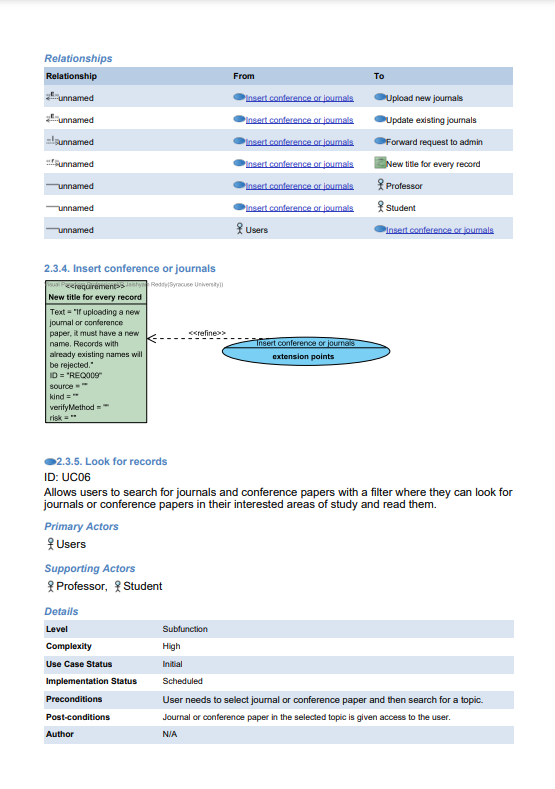 Relationships
Relationship From To
unnamed Insert conference or journals Upload new journals
unnamed Insert conference or journals Update existing journals
unnamed Insert conference or journals Forward request to admin
unnamed Insert conference or journals New title for every record
unnamed Insert conference or journals Professor
unnamed Insert conference or journals Student
unnamed Users Insert conference or journals
2.3.4. Insert conference or journals
Reddy(Syracuse University))
<<requirement>>
New title for every record
Text = "If uploading a new
journal or conference
paper, it must have a new
name. Records with
already existing names will
be rejected."
ID = "REQ009"
source = ""
kind = ""
verifyMethod = ""
risk = ""
<<refine>>
Insert conference or journals
extension points
2.3.5. Look for records
ID: UC06
Allows users to search for journals and conference papers with a filter where they can look for
journals or conference papers in their interested areas of study and read them.
Primary Actors
Users
Supporting Actors
Professor, Student
Details
Level Subfunction
Complexity High
Use Case Status Initial
Implementation Status Scheduled
Preconditions User needs to select journal or conference paper and then search for a topic.
Post-conditions Journal or conference paper in the selected topic is given access to the user.
Author N/A